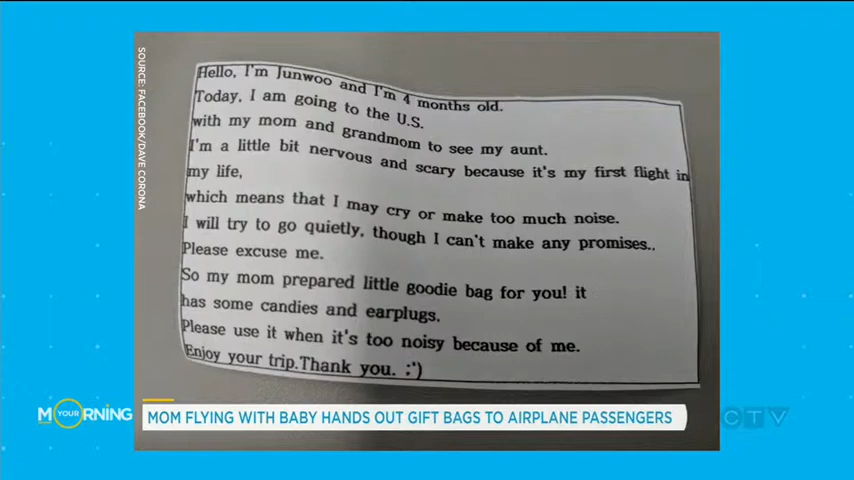 SOURCE: FACEBOOK/DAVE CORONA
Hello, I'm Junwoo and I'm 4 months old.
Today, I am going to the U.S.
with my mom and grandmom to see my aunt.
I'm a little bit nervous and scary because it's my first flight in
my life,
which means that I may cry or make too much noise.
I will try to go quietly, though I can't make any promises..
Please excuse me.
So my mom prepared little goodie bag for you! it
has some candies and earplugs.
Please use it when it's too noisy because of me.
Enjoy your trip.Thank you. :')
YOUR MORNING
MOM FLYING WITH BABY HANDS OUT GIFT BAGS TO AIRPLANE PASSENGERS
CTV